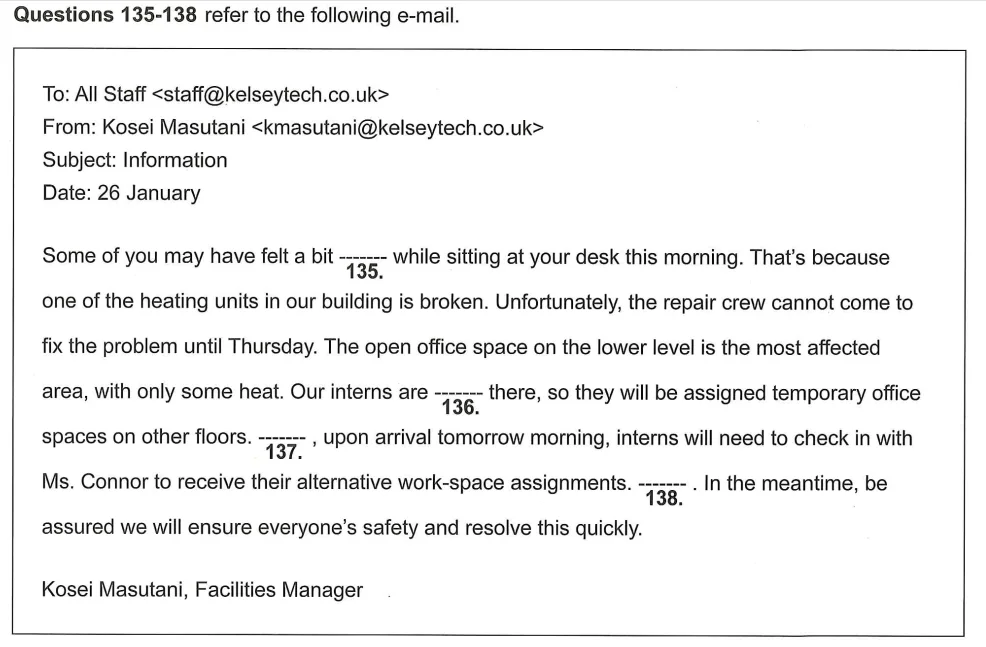 Questions 135-138 refer to the following e-mail.
To: All Staff <staff@kelseytech.co.uk>
From: Kosei Masutani <kmasutani@kelseytech.co.uk>
Subject: Information
Date: 26 January
Some of you may have felt a bit ------- while sitting at your desk this morning. That's because
135.
one of the heating units in our building is broken. Unfortunately, the repair crew cannot come to
fix the problem until Thursday. The open office space on the lower level is the most affected
area, with only some heat. Our interns are ------- there, so they will be assigned temporary office
136.
spaces on other floors. ------- , upon arrival tomorrow morning, interns will need to check in with
137.
Ms. Connor to receive their alternative work-space assignments. ------- . In the meantime, be
138.
assured we will ensure everyone's safety and resolve this quickly.
Kosei Masutani, Facilities Manager